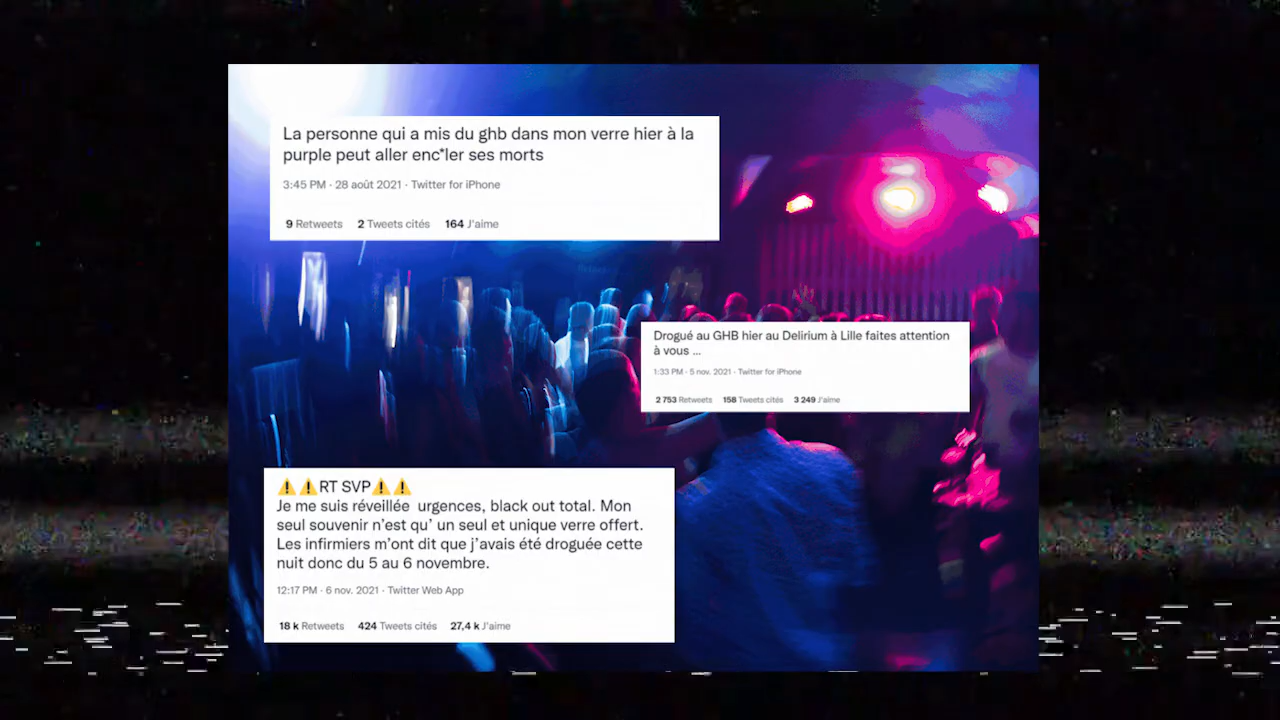 La personne qui a mis du ghb dans mon verre hier à la
purple peut aller enc*ler ses morts
3:45 PM · 28 août 2021 · Twitter for iPhone
9 Retweets 2 Tweets cités 164 J'aime
Drogué au GHB hier au Delirium à Lille faites attention
à vous ...
1:33 PM · 5 nov. 2021 · Twitter for iPhone
2 753 Retweets 158 Tweets cités 3 249 J'aime
⚠️⚠️RT SVP⚠️⚠️
Je me suis réveillée urgences, black out total. Mon
seul souvenir n'est qu' un seul et unique verre offert.
Les infirmiers m'ont dit que j'avais été droguée cette
nuit donc du 5 au 6 novembre.
12:17 PM · 6 nov. 2021 · Twitter Web App
18 k Retweets 424 Tweets cités 27,4 k J'aime